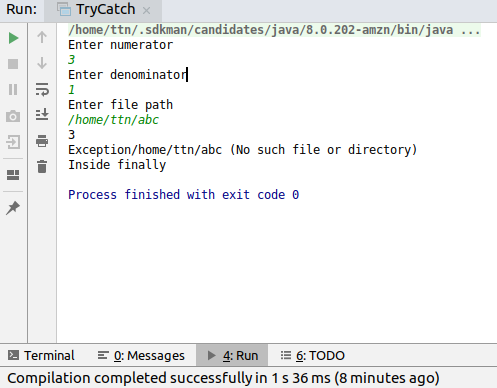 Run: TryCatch
/home/ttn/.sdkman/candidates/java/8.0.202-amzn/bin/java ...
Enter numerator
3
Enter denominator
1
Enter file path
/home/ttn/abc
3
Exception/home/ttn/abc (No such file or directory)
Inside finally
Process finished with exit code 0
Terminal 0: Messages 4: Run 6: TODO
Compilation completed successfully in 1 s 36 ms (8 minutes ago)